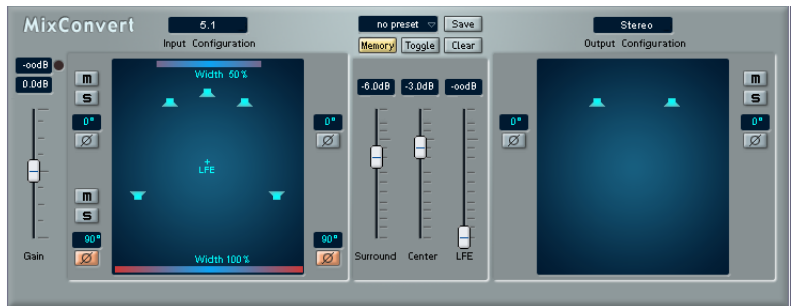 MixConvert
5.1
Input Configuration
no preset
Save
Memory
Toggle
Clear
Stereo
Output Configuration
-oodB
0.0dB
m
S
0°
Ø
m
S
90°
Ø
Gain
Width 50%
LFE
Width 100%
0°
Ø
90°
Ø
-6.0dB
-3.0dB
-oodB
Surround
Center
LFE
0°
Ø
m
S
0°
Ø